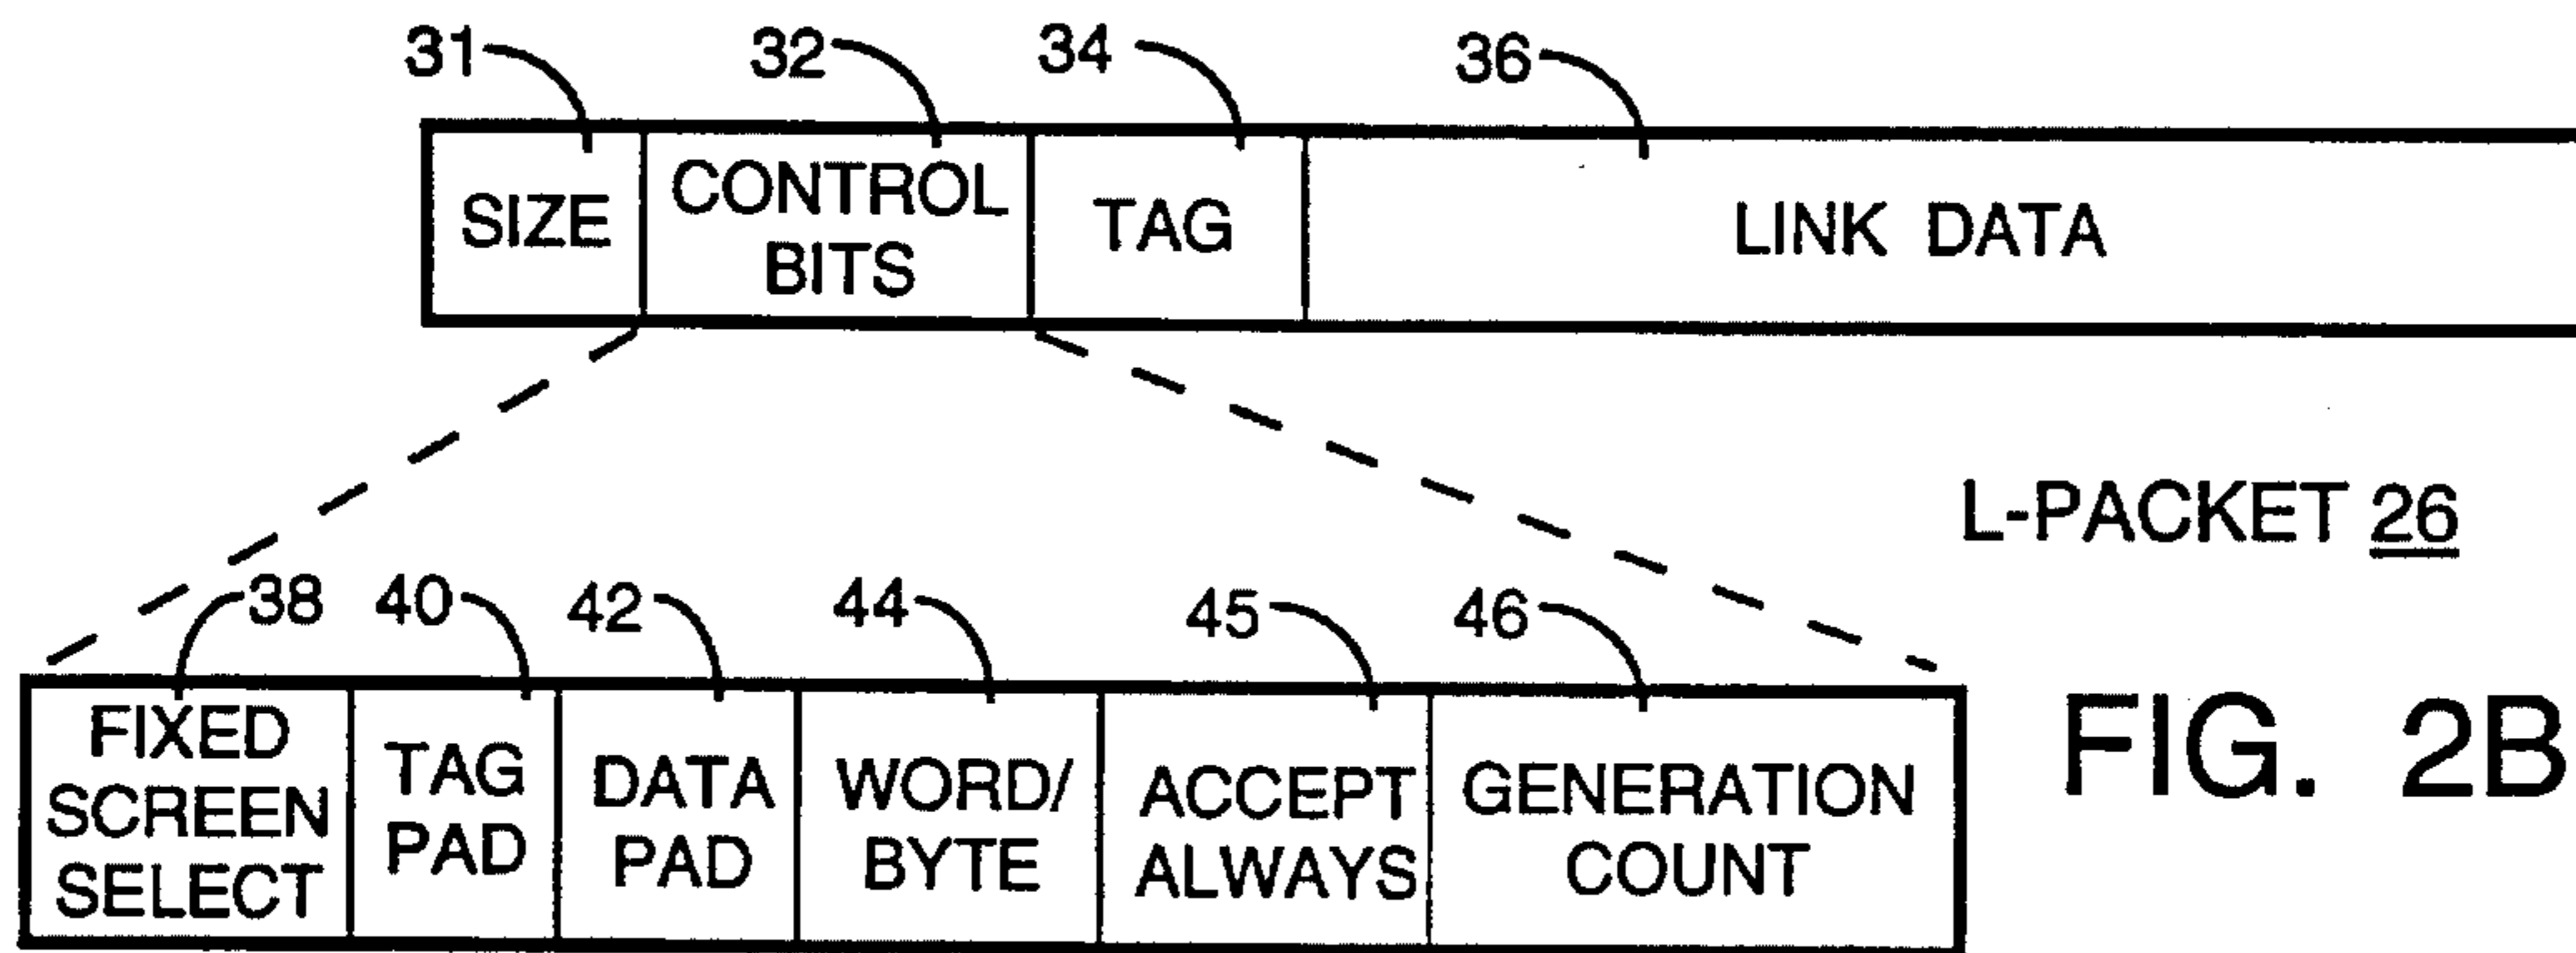 31 32 34 36
SIZE CONTROL BITS TAG LINK DATA
L-PACKET 26
38 40 42 44 45 46
FIXED SCREEN SELECT TAG PAD DATA PAD WORD/ BYTE ACCEPT ALWAYS GENERATION COUNT
FIG. 2B